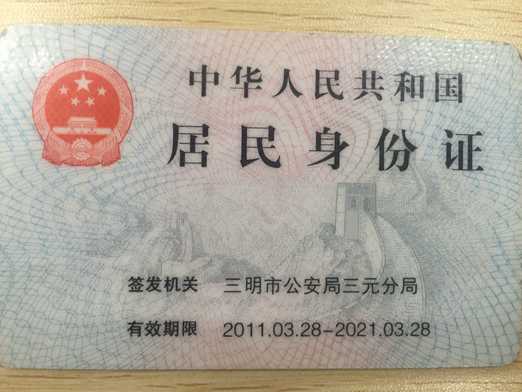 中华人民共和国
居民身份证
签发机关 三明市公安局三元分局
有效期限 2011.03.28-2021.03.28